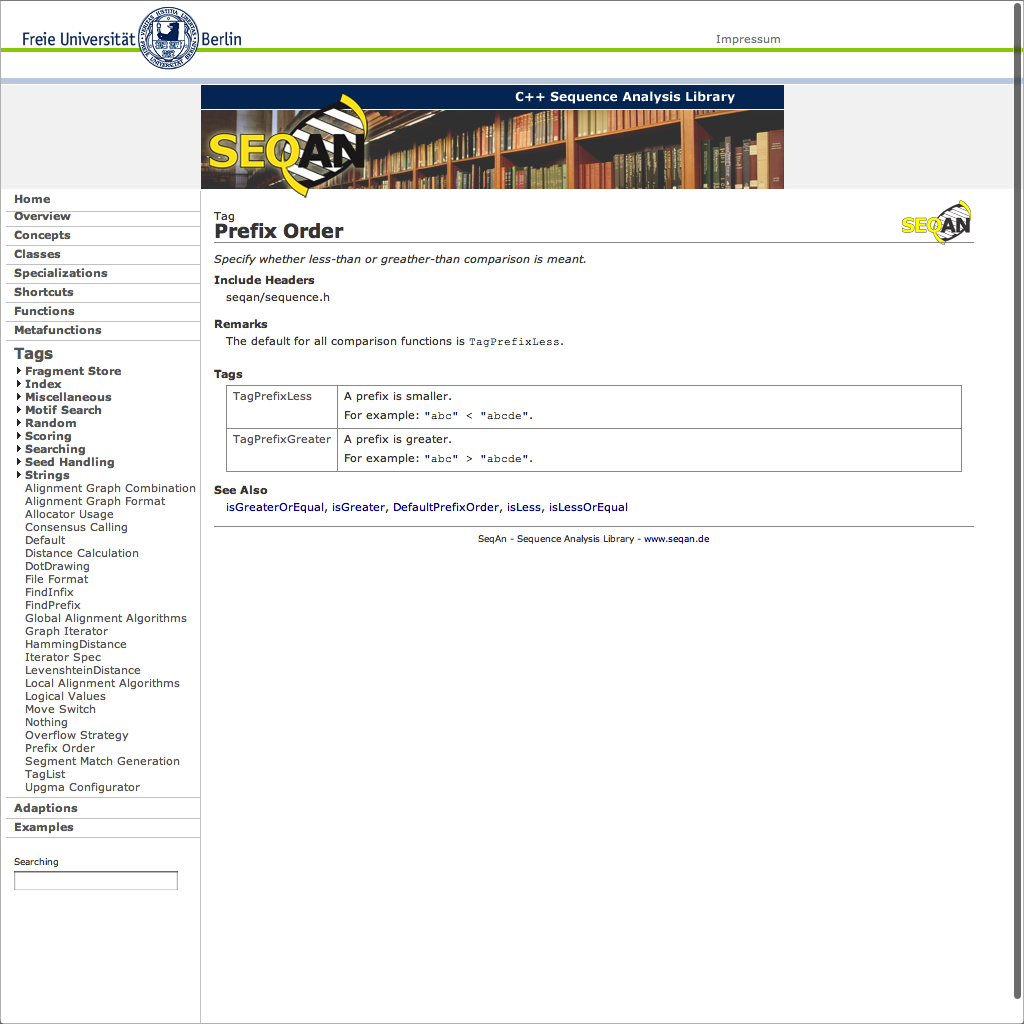 Freie Universität Berlin
Impressum
C++ Sequence Analysis Library
SEQAN
Home
Overview
Concepts
Classes
Specializations
Shortcuts
Functions
Metafunctions
Tags
Fragment Store
Index
Miscellaneous
Motif Search
Random
Scoring
Searching
Seed Handling
Strings
Alignment Graph Combination
Alignment Graph Format
Allocator Usage
Consensus Calling
Default
Distance Calculation
DotDrawing
File Format
FindInfix
FindPrefix
Global Alignment Algorithms
Graph Iterator
HammingDistance
Iterator Spec
LevenshteinDistance
Local Alignment Algorithms
Logical Values
Move Switch
Nothing
Overflow Strategy
Prefix Order
Segment Match Generation
TagList
Upgma Configurator
Adaptions
Examples
Searching
Tag
Prefix Order
SEQAN
Specify whether less-than or greather-than comparison is meant.
Include Headers
seqan/sequence.h
Remarks
The default for all comparison functions is TagPrefixLess.
Tags
TagPrefixLess A prefix is smaller.
For example: "abc" < "abcde".
TagPrefixGreater A prefix is greater.
For example: "abc" > "abcde".
See Also
isGreaterOrEqual, isGreater, DefaultPrefixOrder, isLess, isLessOrEqual
SeqAn - Sequence Analysis Library - www.seqan.de